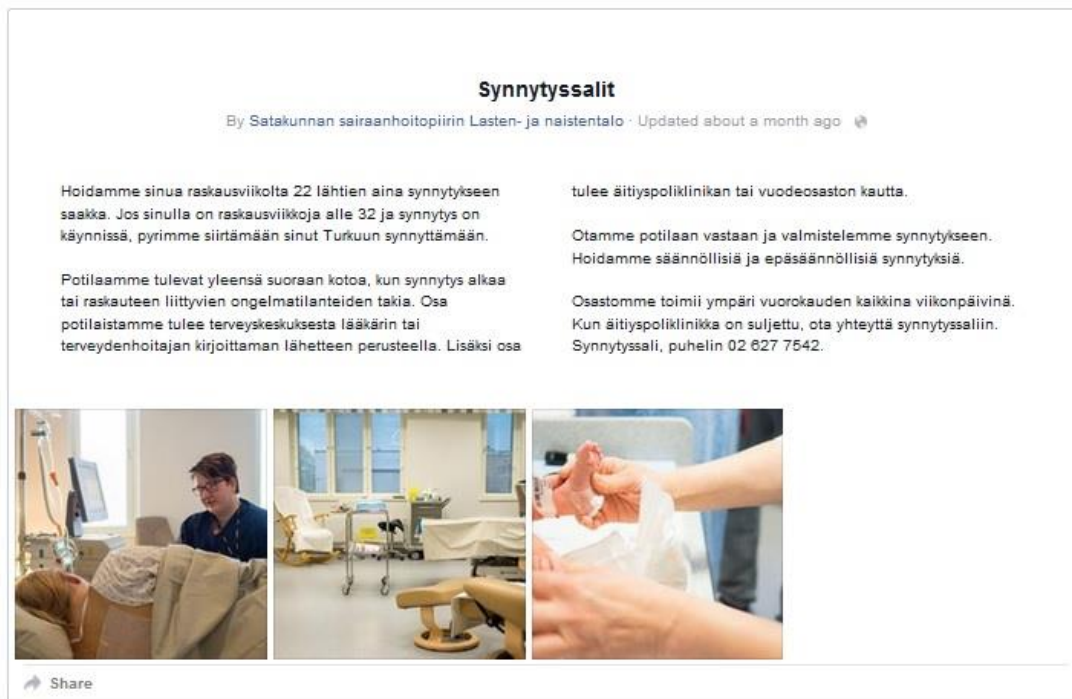 Synnytyssalit
By Satakunnan sairaanhoitopiirin Lasten- ja naistentalo · Updated about a month ago
Hoidamme sinua raskausviikolta 22 lähtien aina synnytykseen
saakka. Jos sinulla on raskausviikkoja alle 32 ja synnytys on
käynnissä, pyrimme siirtämään sinut Turkuun synnyttämään.
Potilaamme tulevat yleensä suoraan kotoa, kun synnytys alkaa
tai raskauteen liittyvien ongelmatilanteiden takia. Osa
potilaistamme tulee terveyskeskuksesta lääkärin tai
terveydenhoitajan kirjoittaman lähetteen perusteella. Lisäksi osa
tulee äitiyspoliklinikan tai vuodeosaston kautta.
Otamme potilaan vastaan ja valmistelemme synnytykseen.
Hoidamme säännöllisiä ja epäsäännöllisiä synnytyksiä.
Osastomme toimii ympäri vuorokauden kaikkina viikonpäivinä.
Kun äitiyspoliklinikka on suljettu, ota yhteyttä synnytyssaliin.
Synnytyssali, puhelin 02 627 7542.
Share